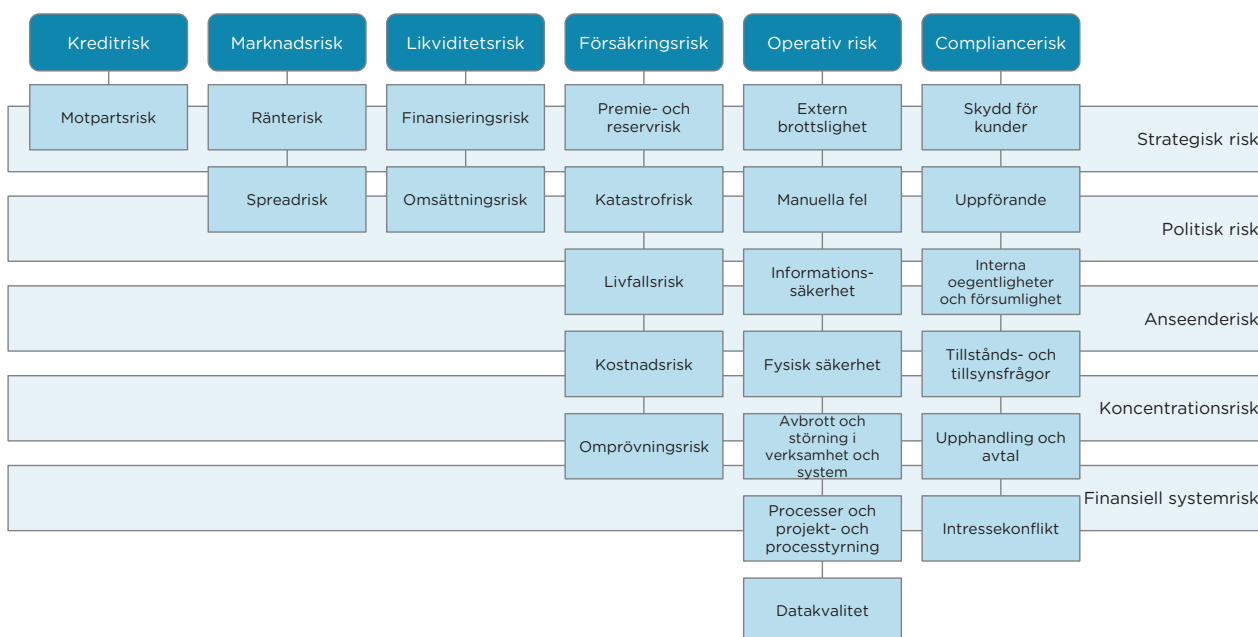 Kreditrisk
Marknadsrisk
Likviditetsrisk
Försäkringsrisk
Operativ risk
Compliancerisk
Motpartsrisk
Ränterisk
Finansieringsrisk
Premie- och
reservrisk
Extern
brottslighet
Skydd för
kunder
Strategisk risk
Spreadrisk
Omsättningsrisk
Katastrofrisk
Manuella fel
Uppförande
Politisk risk
Livfallsrisk
Informations-
säkerhet
Interna
oegentligheter
och försumlighet
Anseenderisk
Kostnadsrisk
Fysisk säkerhet
Tillstånds- och
tillsynsfrågor
Koncentrationsrisk
Omprövningsrisk
Avbrott och
störning i
verksamhet och
system
Upphandling och
avtal
Finansiell systemrisk
Processer och
projekt- och
processtyrning
Intressekonflikt
Datakvalitet